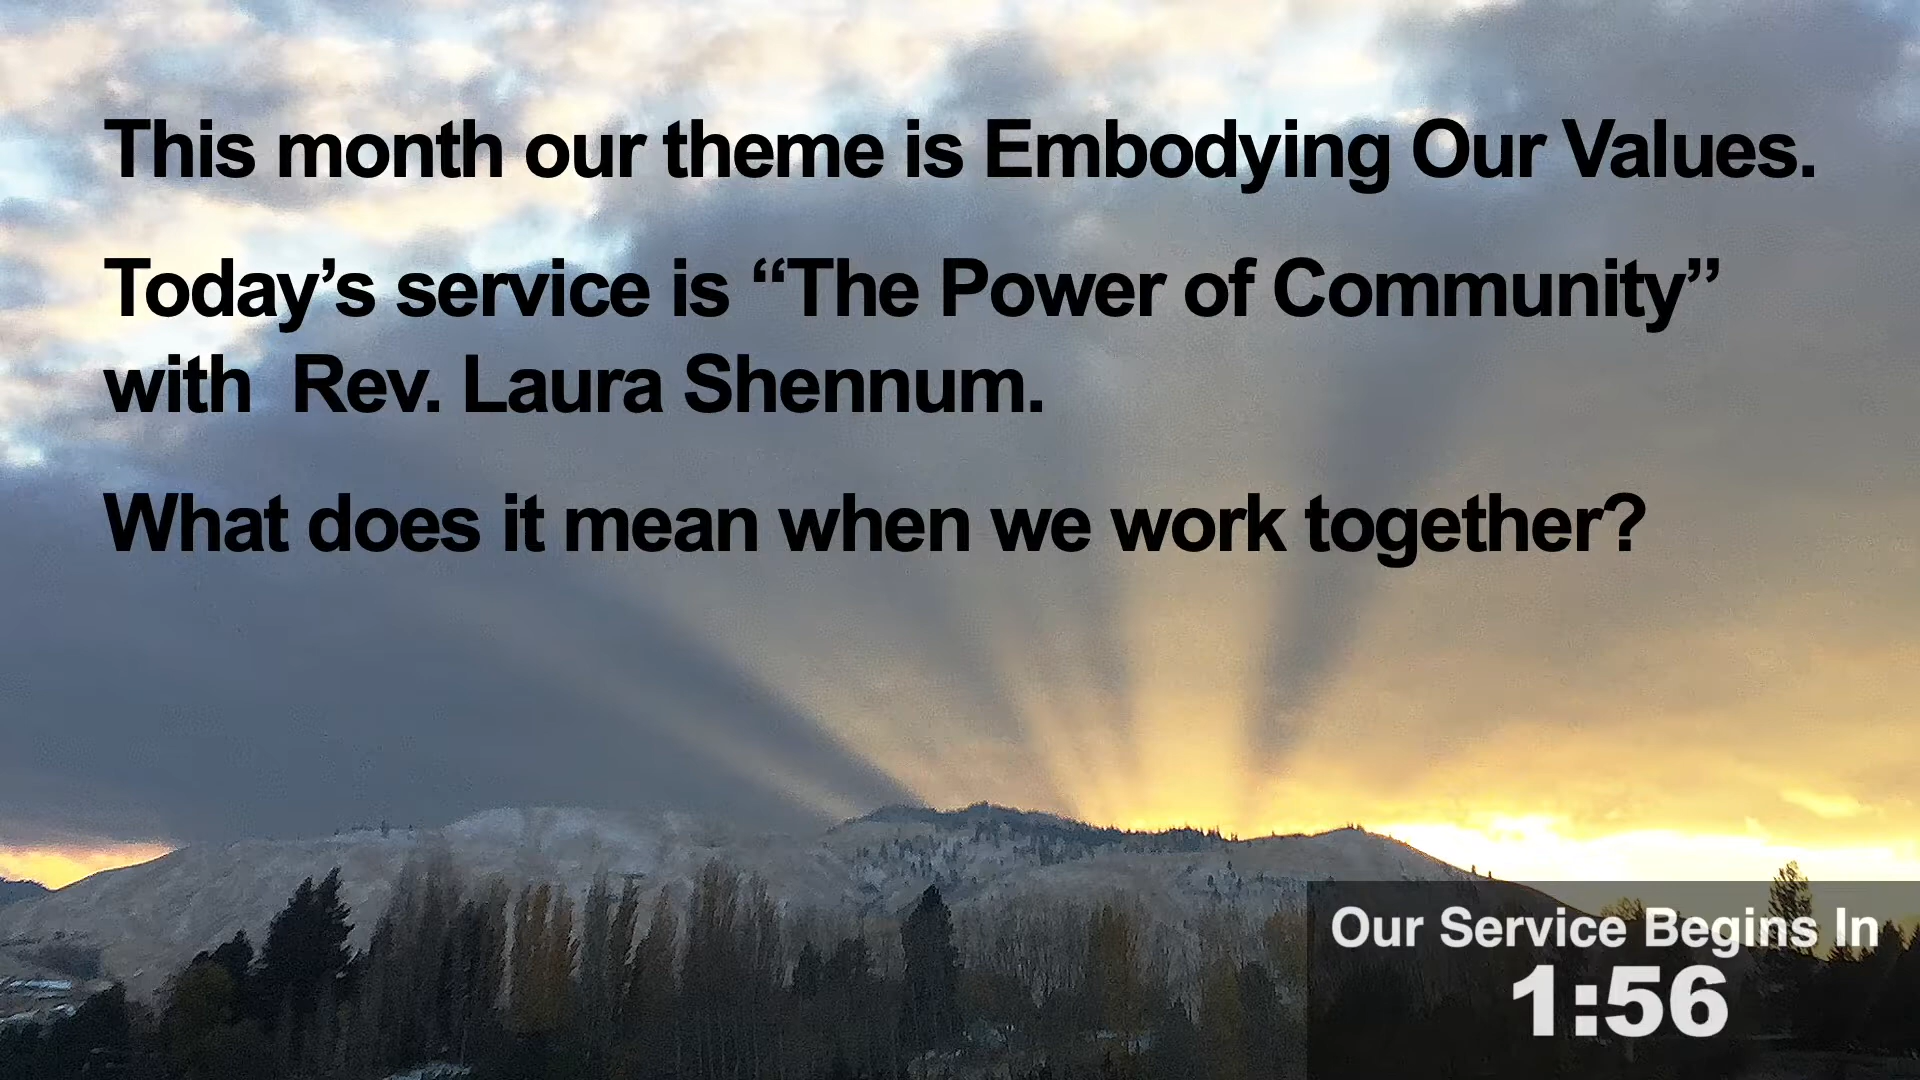 This month our theme is Embodying Our Values.
Today’s service is “The Power of Community”
with  Rev. Laura Shennum.
What does it mean when we work together?
Our Service Begins In
1:56